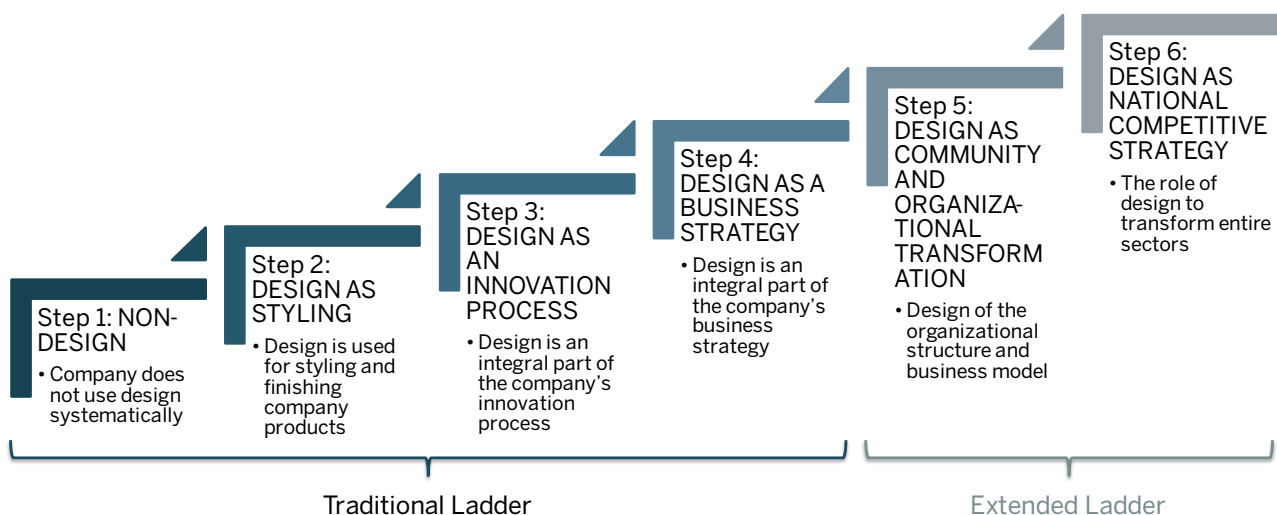 Step 1: NON-
DESIGN
• Company does
not use design
systematically
Step 2:
DESIGN AS
STYLING
• Design is used
for styling and
finishing
company
products
Step 3:
DESIGN AS
AN
INNOVATION
PROCESS
• Design is an
integral part of
the company's
innovation
process
Step 4:
DESIGN AS A
BUSINESS
STRATEGY
• Design is an
integral part of
the company's
business
strategy
Step 5:
DESIGN AS
COMMUNITY
AND
ORGANIZA-
TIONAL
TRANSFORM
ATION
• Design of the
organizational
structure and
business model
Step 6:
DESIGN AS
NATIONAL
COMPETITIVE
STRATEGY
• The role of
design to
transform entire
sectors
Traditional Ladder
Extended Ladder